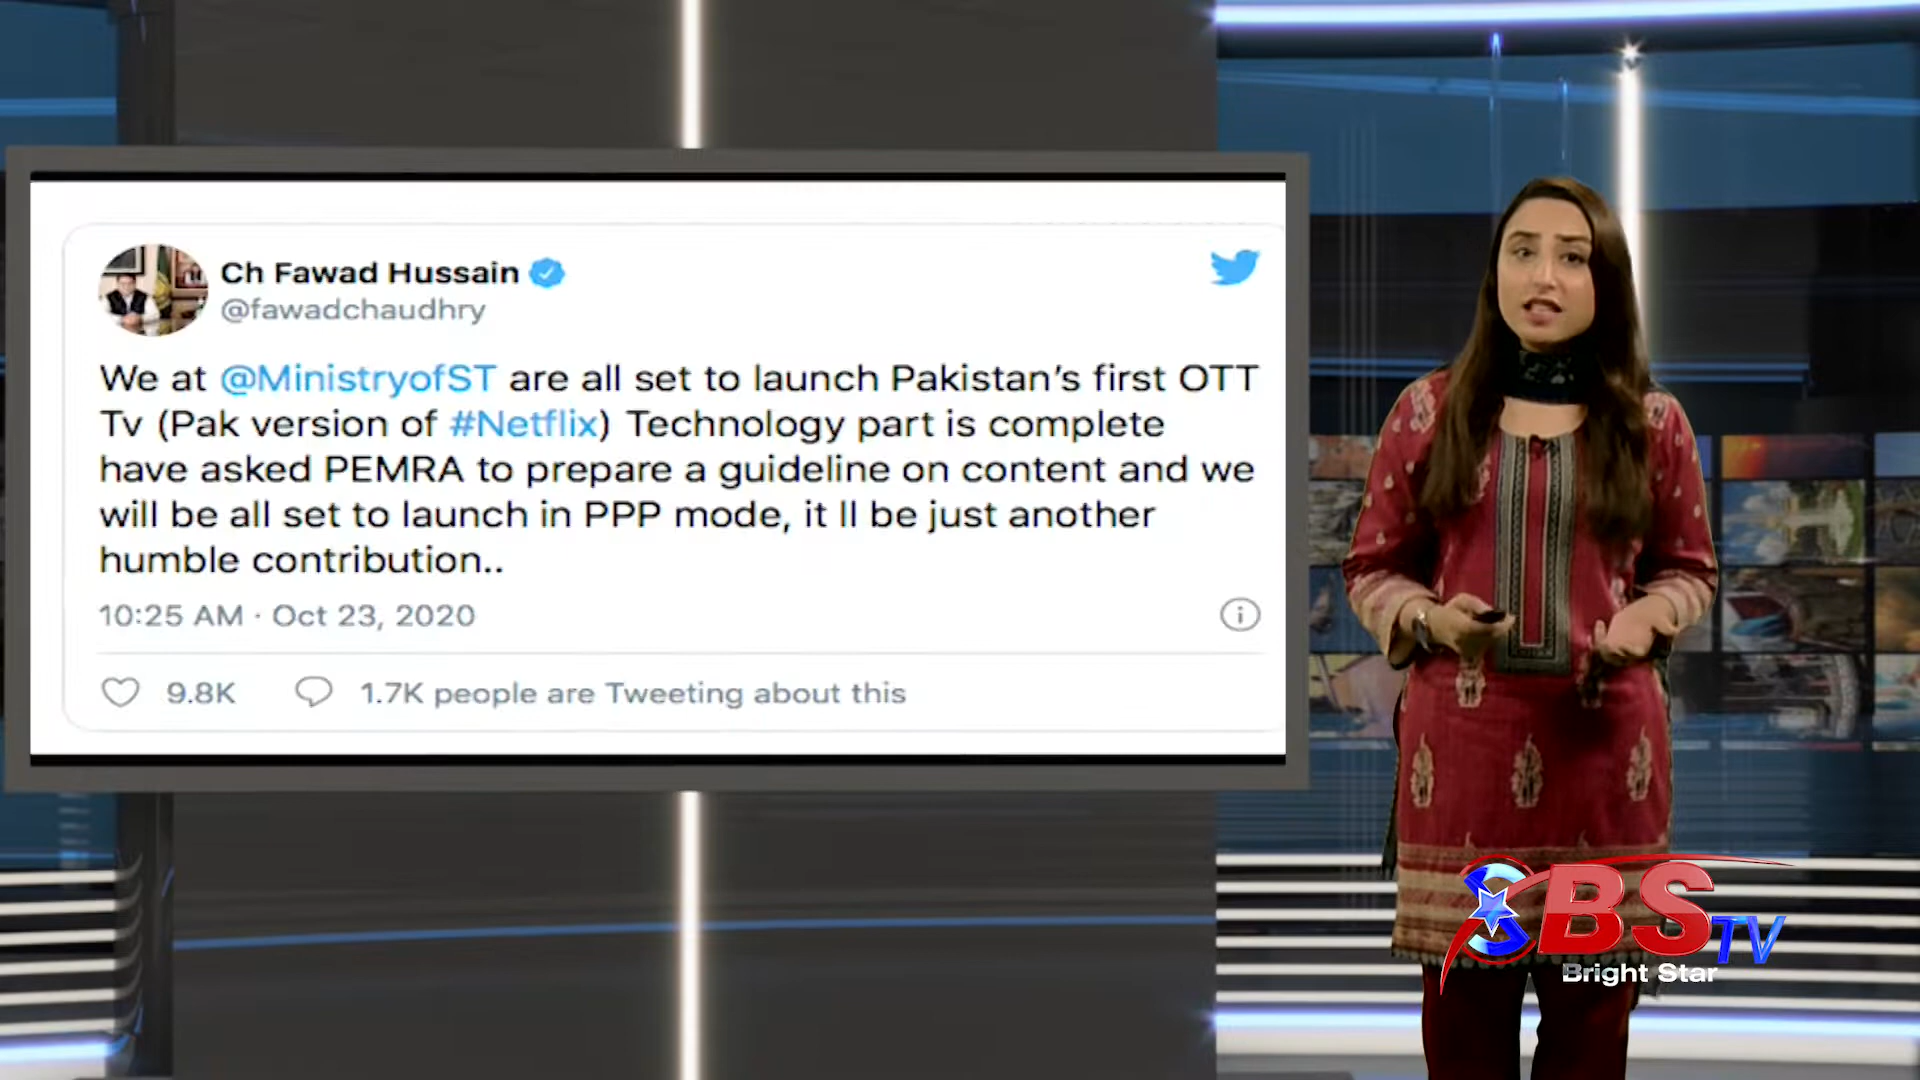 Ch Fawad Hussain
@fawadchaudhry
We at @MinistryofST are all set to launch Pakistan's first OTT
Tv (Pak version of #Netflix) Technology part is complete
have asked PEMRA to prepare a guideline on content and we
will be all set to launch in PPP mode, it ll be just another
humble contribution..
10:25 AM · Oct 23, 2020
9.8K 1.7K people are Tweeting about this
BS TV
Bright Star